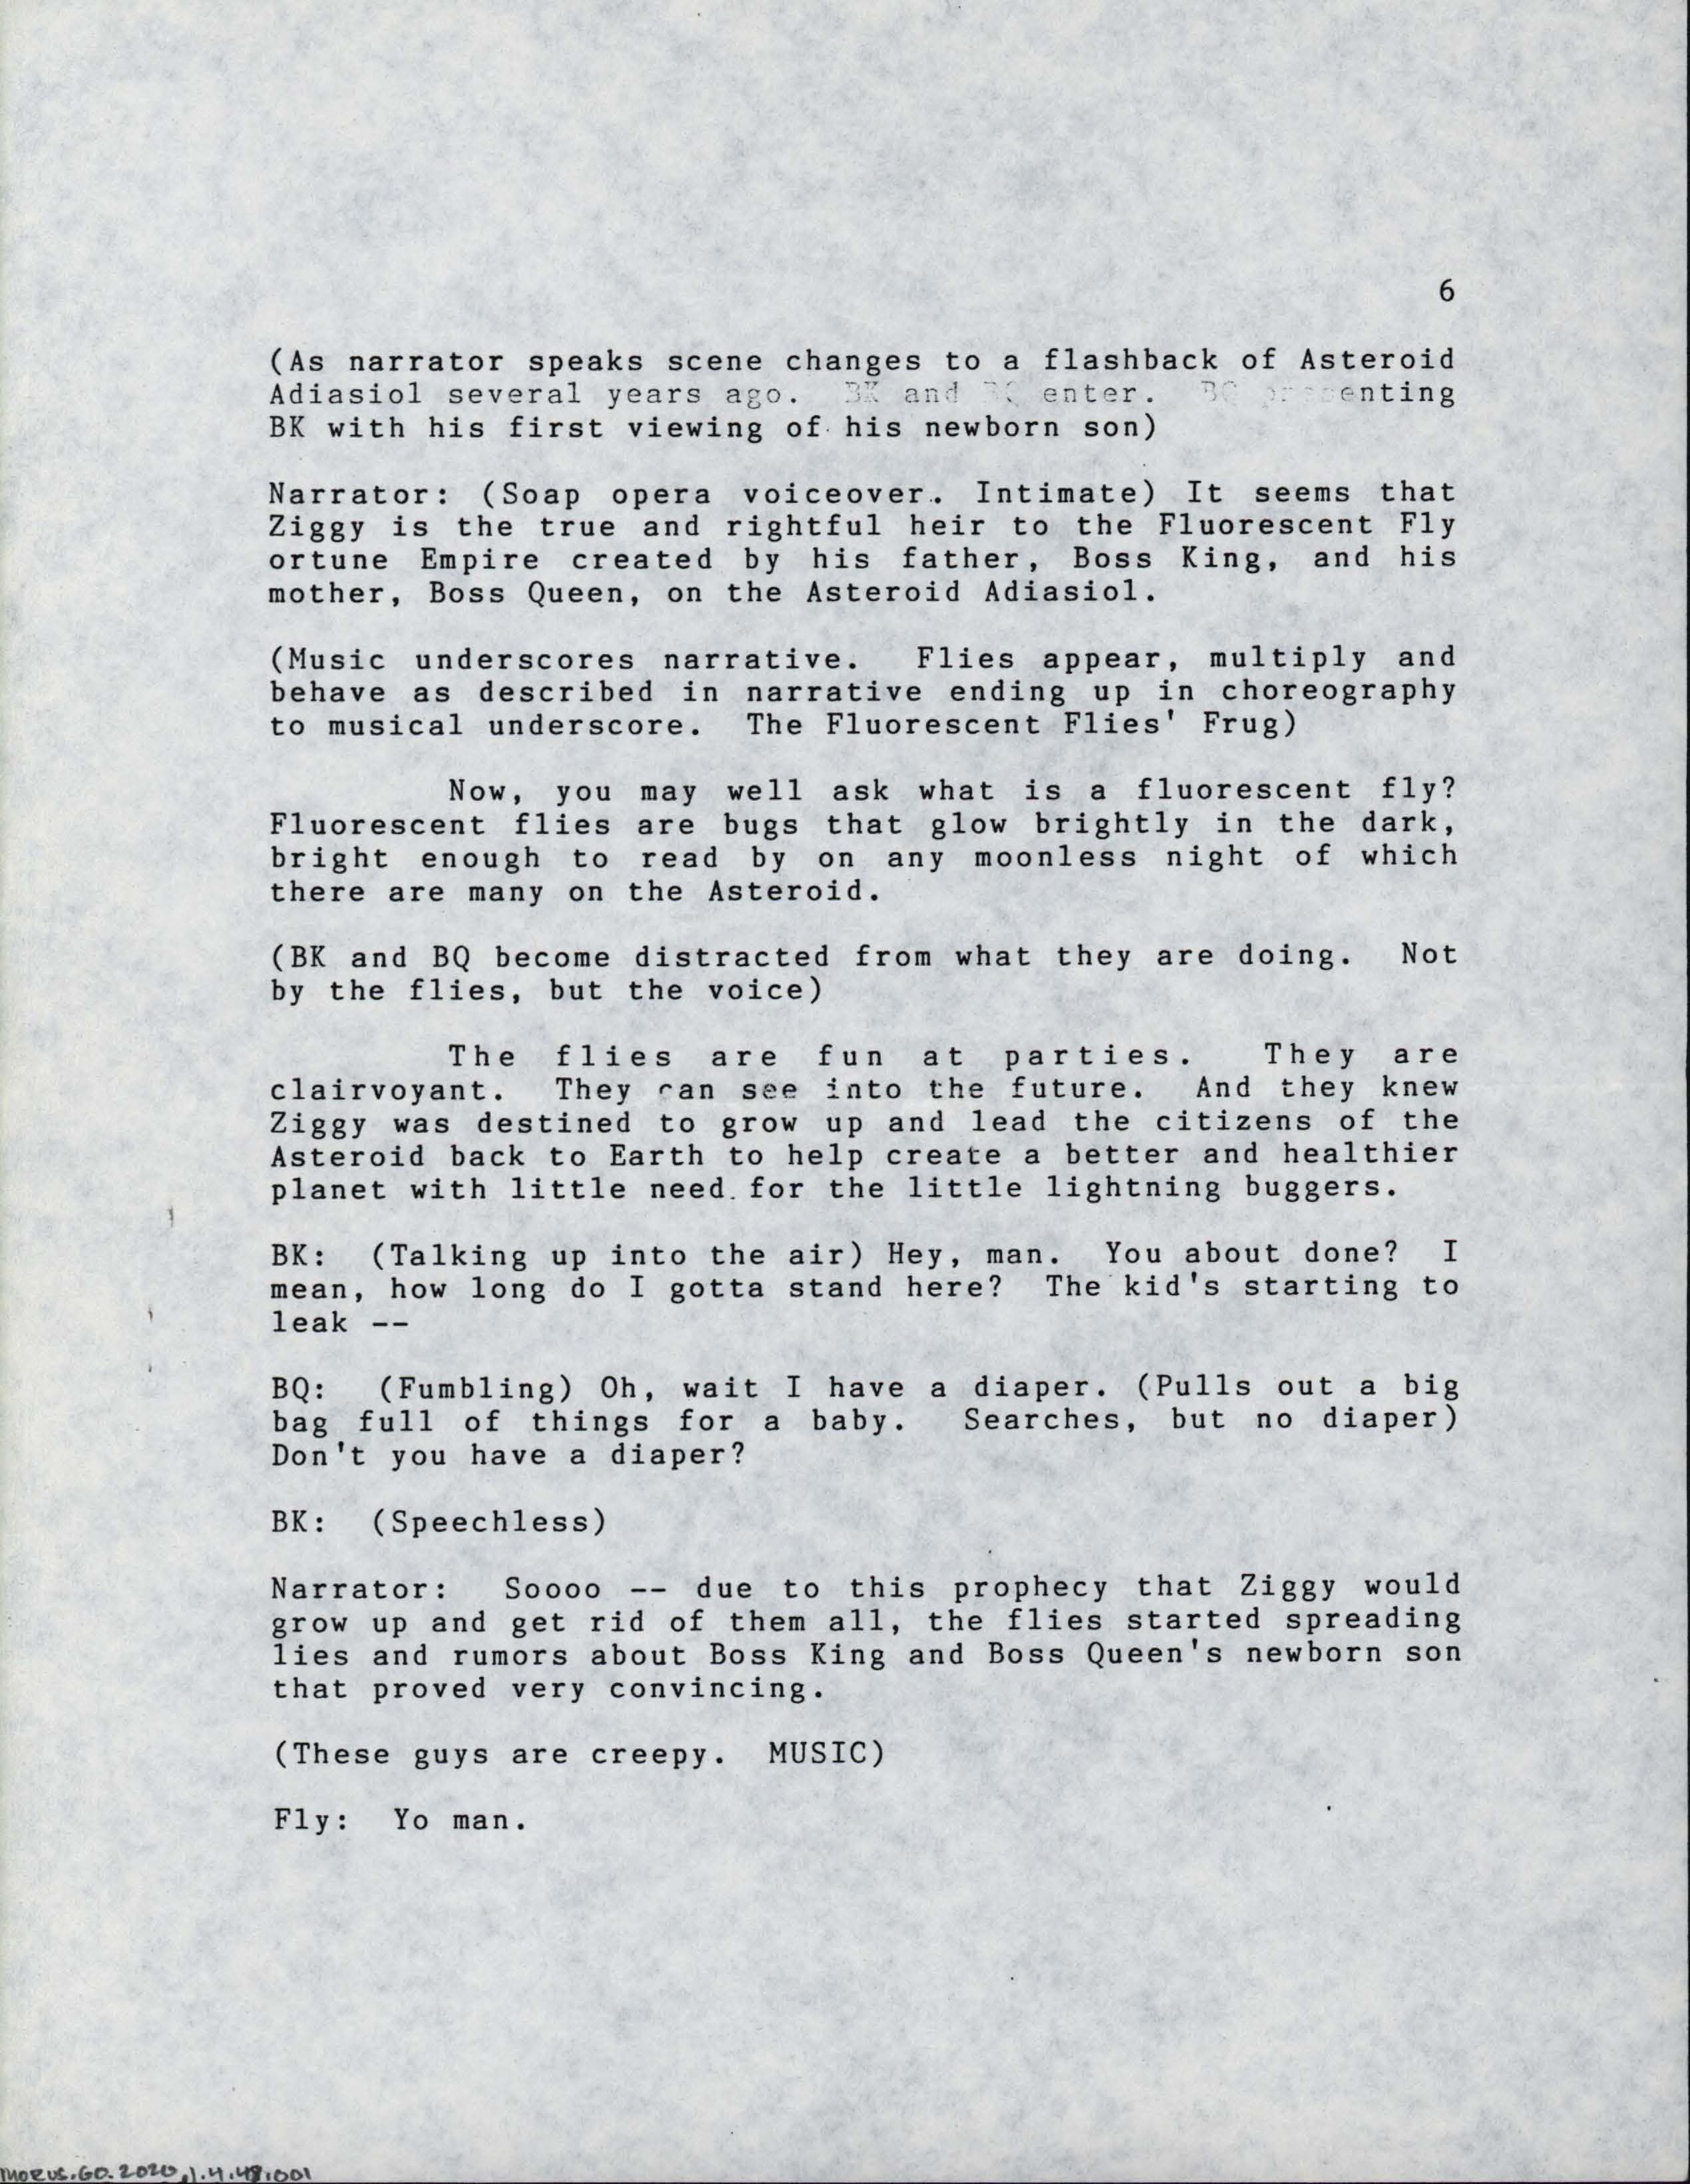 6
(As narrator speaks scene changes to a flashback of Asteroid
Adiasiol several years ago. BK and enter. BQ presenting
BK with his first viewing of his newborn son)
Narrator: (Soap opera voiceover. Intimate) It seems that
Ziggy is the true and rightful heir to the Fluorescent Fly
ortune Empire created by his father, Boss King, and his
mother, Boss Queen, on the Asteroid Adiasiol.
(Music underscores narrative. Flies appear, multiply and
behave as described in narrative ending up in choreography
to musical underscore. The Fluorescent Flies' Frug)
Now, you may well ask what is a fluorescent fly?
Fluorescent flies are bugs that glow brightly in the dark,
bright enough to read by on any moonless night of which
there are many on the Asteroid.
(BK and BQ become distracted from what they are doing. Not
by the flies, but the voice)
The flies are fun at parties. They are
clairvoyant. They can see into the future. And they knew
Ziggy was destined to grow up and lead the citizens of the
Asteroid back to Earth to help create a better and healthier
planet with little need for the little lightning buggers.
BK: (Talking up into the air) Hey, man. You about done? I
mean, how long do I gotta stand here? The kid's starting to
leak --
BQ: (Fumbling) Oh, wait I have a diaper. (Pulls out a big
bag full of things for a baby. Searches, but no diaper)
Don't you have a diaper?
BK: (Speechless)
Narrator: Soooo -- due to this prophecy that Ziggy would
grow up and get rid of them all, the flies started spreading
lies and rumors about Boss King and Boss Queen's newborn son
that proved very convincing.
(These guys are creepy. MUSIC)
Fly: Yo man.
MORUS.GO.2020.1.4.48.001